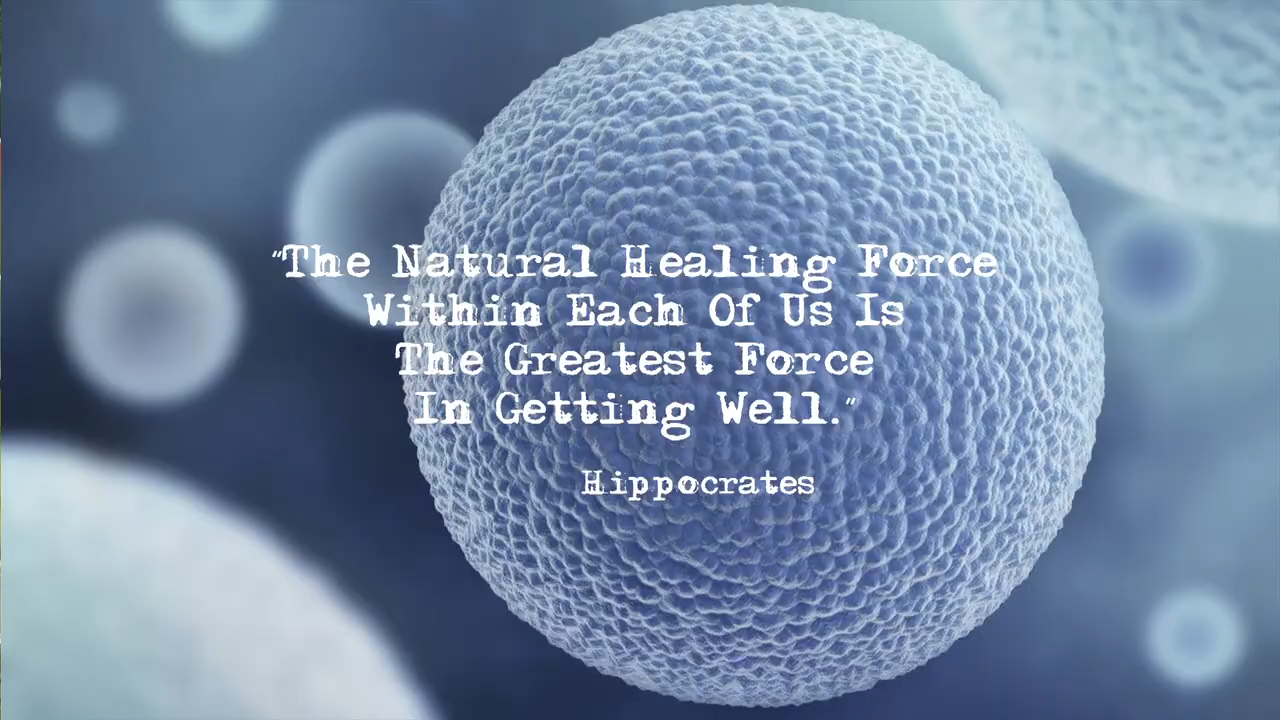 "The Natural Healing Force
Within Each Of Us Is
The Greatest Force
In Getting Well."
Hippocrates